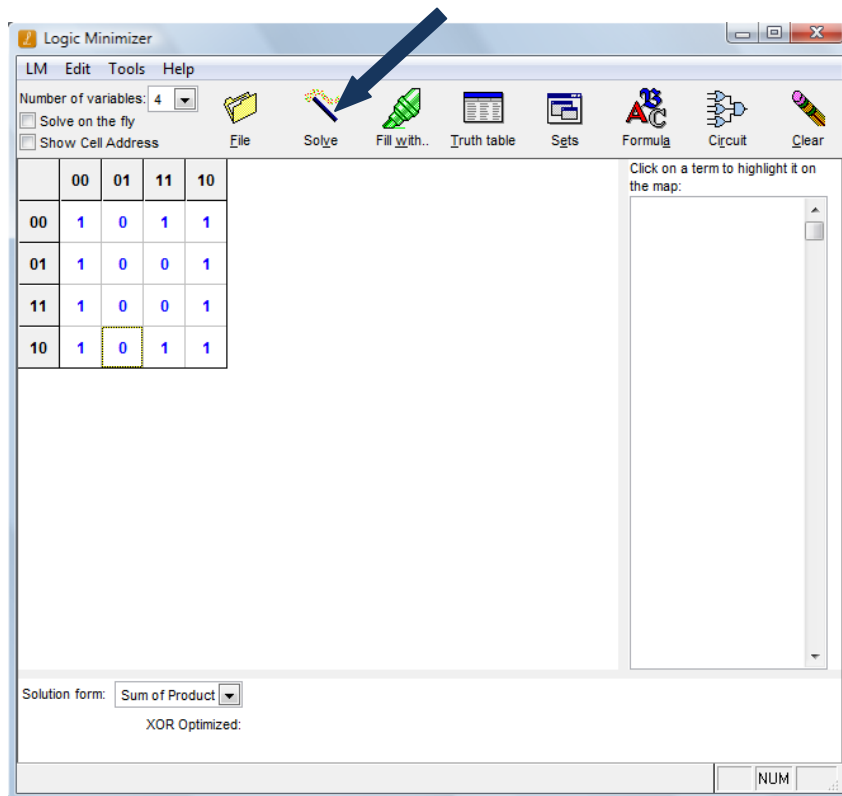 Logic Minimizer
LM Edit Tools Help
Number of variables: 4
Solve on the fly
Show Cell Address
File Solve Fill with.. Truth table Sets Formula Circuit Clear
00 01 11 10
00 1 0 1 1
01 1 0 0 1
11 1 0 0 1
10 1 0 1 1
Click on a term to highlight it on
the map:
Solution form: Sum of Product
XOR Optimized:
NUM